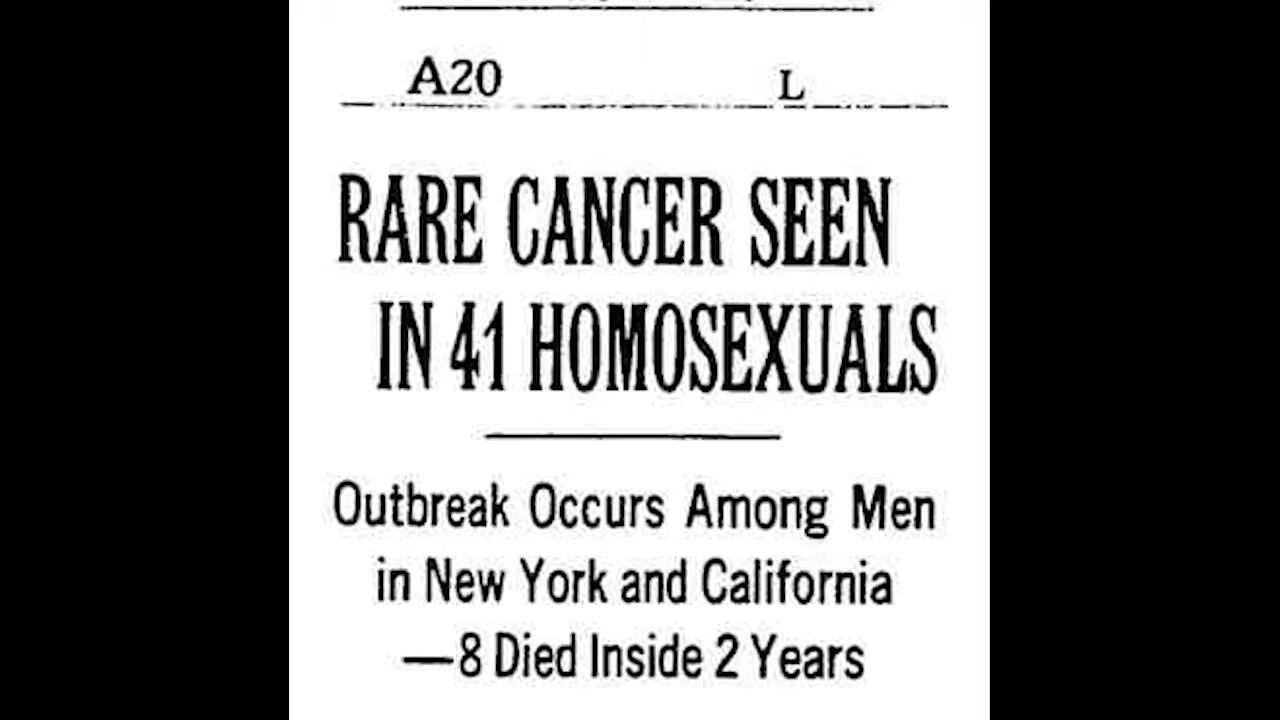 A20 L
RARE CANCER SEEN
IN 41 HOMOSEXUALS
Outbreak Occurs Among Men
in New York and California
—8 Died Inside 2 Years